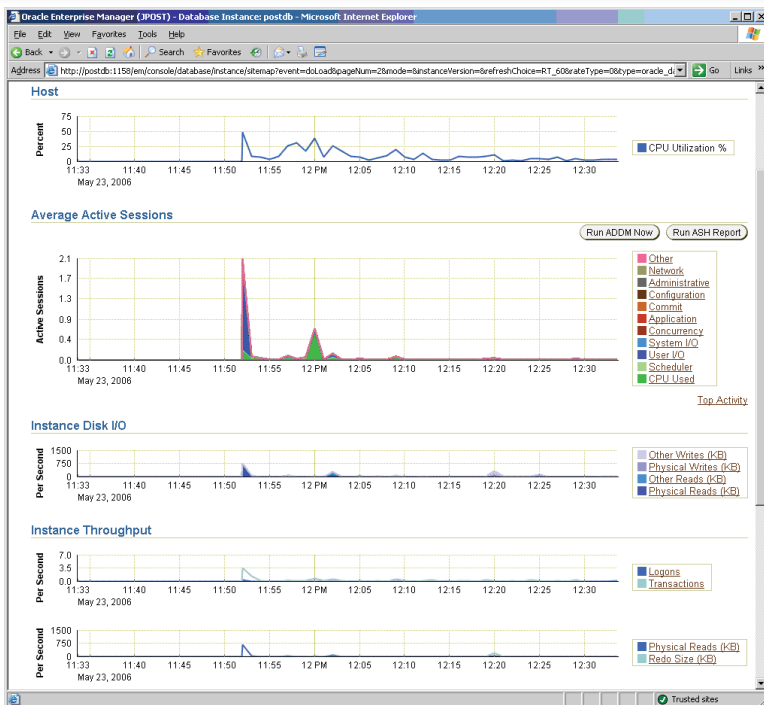 Oracle Enterprise Manager (JPOST) - Database Instance: postdb - Microsoft Internet Explorer
File Edit View Favorites Tools Help
Back Search Favorites
Address http://postdb:1158/em/console/database/instance/sitemap?event=doLoad&pageNum=2&mode=&instanceVersion=&refreshChoice=RT_60&rateType=0&type=oracle_da Go Links »
Host
Percent
75
50
25
0
11:33 11:40 11:45 11:50 11:55 12 PM 12:05 12:10 12:15 12:20 12:25 12:30
May 23, 2006
CPU Utilization %
Average Active Sessions
Run ADDM Now Run ASH Report
Active Sessions
2.1
1.7
1.3
0.9
0.4
0.0
11:33 11:40 11:45 11:50 11:55 12 PM 12:05 12:10 12:15 12:20 12:25 12:30
May 23, 2006
Other
Network
Administrative
Configuration
Commit
Application
Concurrency
System I/O
User I/O
Scheduler
CPU Used
Top Activity
Instance Disk I/O
Per Second
1500
750
0
11:33 11:40 11:45 11:50 11:55 12 PM 12:05 12:10 12:15 12:20 12:25 12:30
May 23, 2006
Other Writes (KB)
Physical Writes (KB)
Other Reads (KB)
Physical Reads (KB)
Instance Throughput
Per Second
7.0
3.5
0.0
11:33 11:40 11:45 11:50 11:55 12 PM 12:05 12:10 12:15 12:20 12:25 12:30
May 23, 2006
Logons
Transactions
Per Second
1500
750
0
11:33 11:40 11:45 11:50 11:55 12 PM 12:05 12:10 12:15 12:20 12:25 12:30
May 23, 2006
Physical Reads (KB)
Redo Size (KB)
Trusted sites